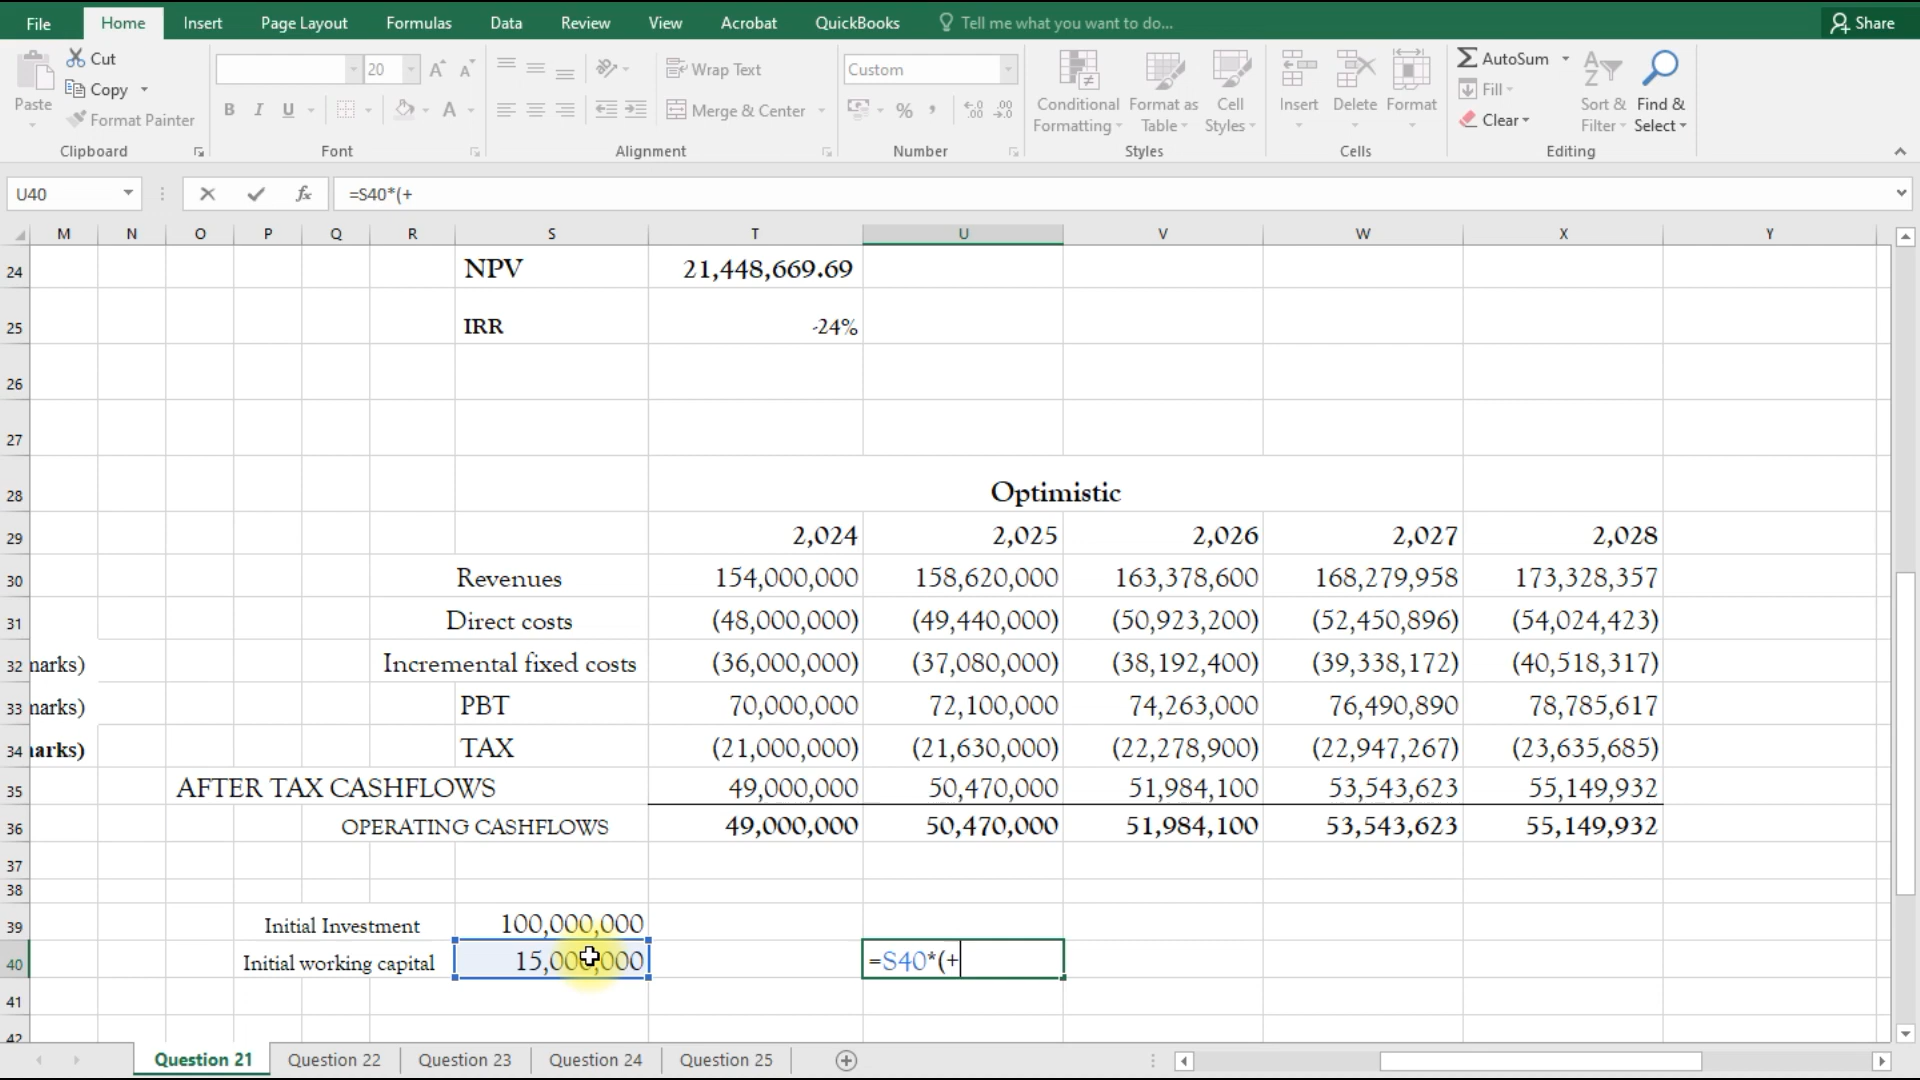 File Home Insert Page Layout Formulas Data Review View Acrobat QuickBooks Tell me what you want to do... Share
Paste Cut Copy Format Painter Clipboard
20 B I U A Font
Wrap Text Merge & Center Alignment
Custom % , Number
Conditional Formatting Format as Table Cell Styles Styles
Insert Delete Format Cells
AutoSum Fill Clear Sort & Filter Find & Select Editing
U40 fx =S40*(+
M N O P Q R S T U V W X Y
24 NPV 21,448,669.69
25 IRR -24%
26
27
28 Optimistic
29 2,024 2,025 2,026 2,027 2,028
30 Revenues 154,000,000 158,620,000 163,378,600 168,279,958 173,328,357
31 Direct costs (48,000,000) (49,440,000) (50,923,200) (52,450,896) (54,024,423)
32 narks) Incremental fixed costs (36,000,000) (37,080,000) (38,192,400) (39,338,172) (40,518,317)
33 narks) PBT 70,000,000 72,100,000 74,263,000 76,490,890 78,785,617
34 arks) TAX (21,000,000) (21,630,000) (22,278,900) (22,947,267) (23,635,685)
35 AFTER TAX CASHFLOWS 49,000,000 50,470,000 51,984,100 53,543,623 55,149,932
36 OPERATING CASHFLOWS 49,000,000 50,470,000 51,984,100 53,543,623 55,149,932
37
38
39 Initial Investment 100,000,000
40 Initial working capital 15,000,000 =S40*(+
41
42
Question 21 Question 22 Question 23 Question 24 Question 25